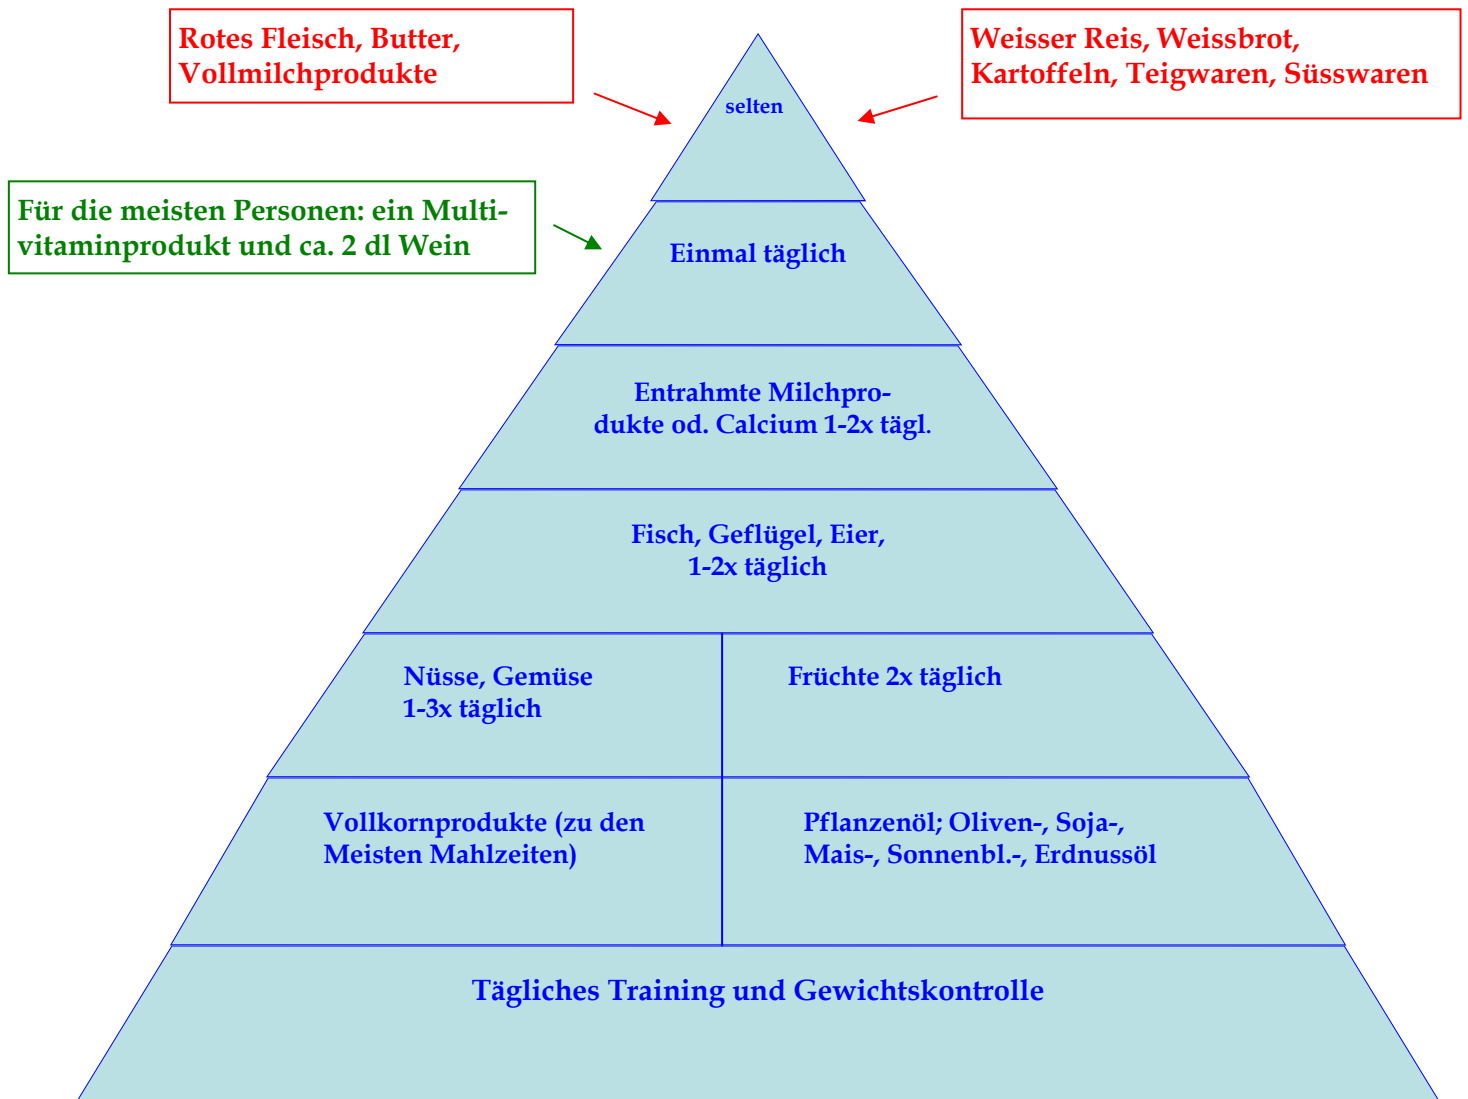 Rotes Fleisch, Butter,
Vollmilchprodukte
Weisser Reis, Weissbrot,
Kartoffeln, Teigwaren, Süsswaren
selten
Für die meisten Personen: ein Multi-
vitaminprodukt und ca. 2 dl Wein
Einmal täglich
Entrahmte Milchpro-
dukte od. Calcium 1-2x tägl.
Fisch, Geflügel, Eier,
1-2x täglich
Nüsse, Gemüse
1-3x täglich
Früchte 2x täglich
Vollkornprodukte (zu den
Meisten Mahlzeiten)
Pflanzenöl; Oliven-, Soja-,
Mais-, Sonnenbl.-, Erdnussöl
Tägliches Training und Gewichtskontrolle